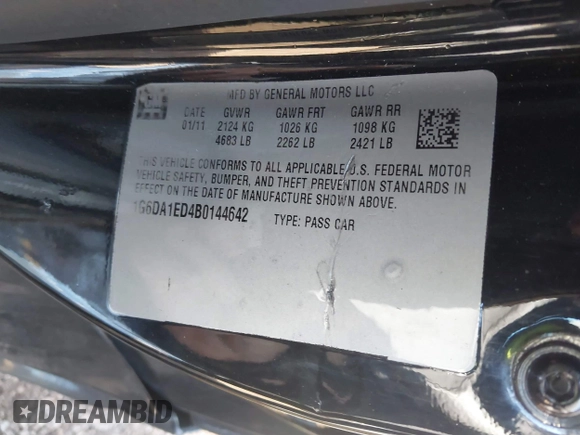 MFD BY GENERAL MOTORS LLC
DATE GVWR GAWR FRT GAWR RR
01/11 2124 KG 1026 KG 1098 KG
4683 LB 2262 LB 2421 LB
THIS VEHICLE CONFORMS TO ALL APPLICABLE U.S. FEDERAL MOTOR
VEHICLE SAFETY, BUMPER, AND THEFT PREVENTION STANDARDS IN
EFFECT ON THE DATE OF MANUFACTURE SHOWN ABOVE.
1G6DA1ED4B0144642 TYPE: PASS CAR
DREAMBID